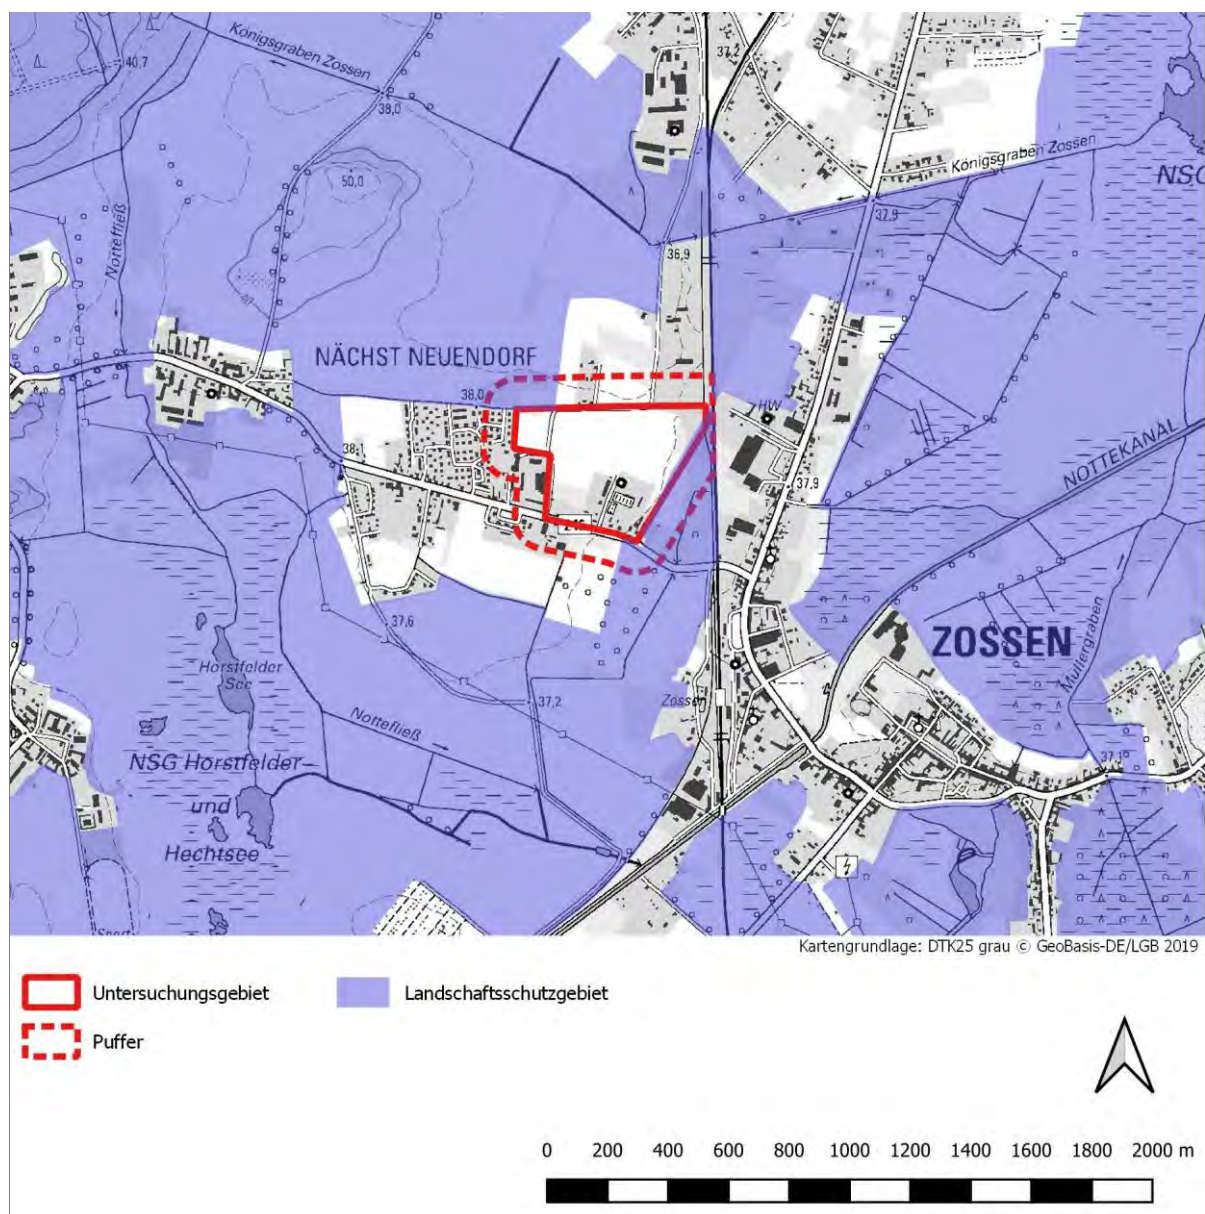 Königsgraben Zossen
37,2
40,7
38,0
Königsgraben Zossen
NSG
50,0
Nottefließ
37,9
36,9
40
NÄCHST NEUENDORF
38,0
HW
38,1
37,9
NOTTEKANAL
37,6
ZOSSEN
Müllergraben
Horstfelder
See
Zossen
37,2
Nottefließ
37,1
NSG Horstfelder
und
Hechtsee
Sport
Kartengrundlage: DTK25 grau © GeoBasis-DE/LGB 2019
Untersuchungsgebiet
Landschaftsschutzgebiet
Puffer
0 200 400 600 800 1000 1200 1400 1600 1800 2000 m